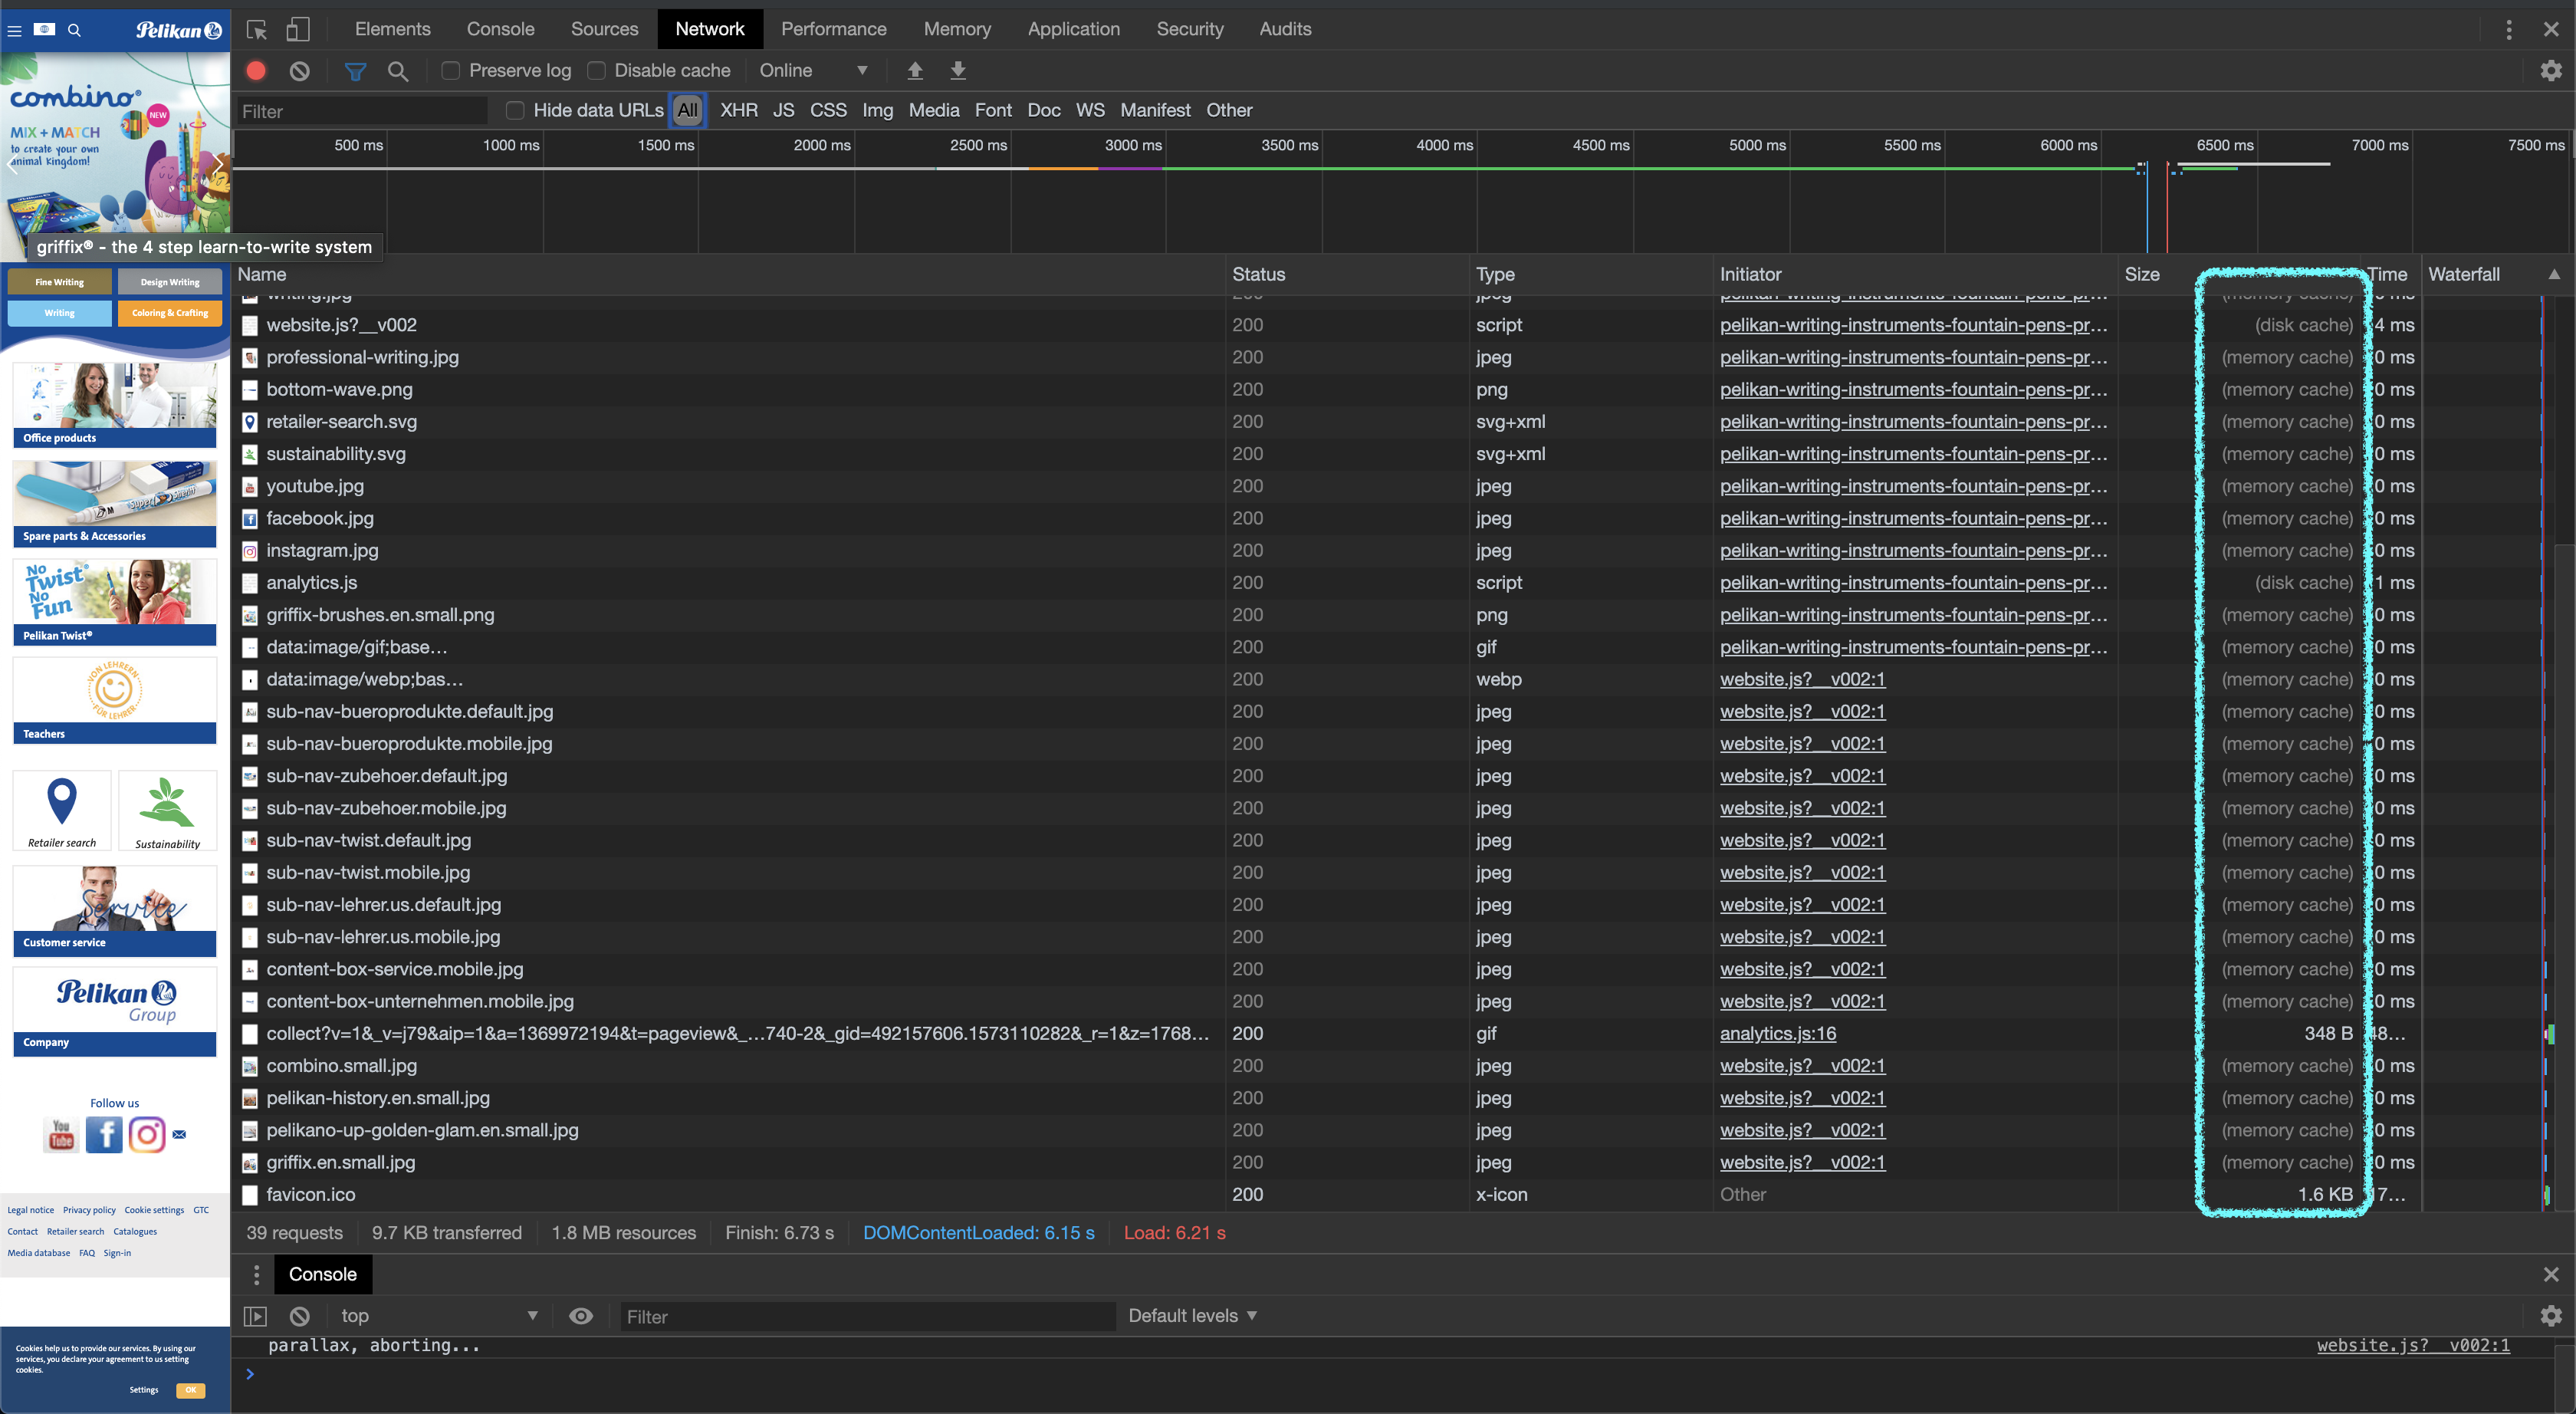 Pelikan
combino®
NEW
MIX + MATCH
to create your own
animal kingdom!
griffix® - the 4 step learn-to-write system
Fine Writing
Design Writing
Writing
Coloring & Crafting
Office products
Spare parts & Accessories
No Twist® No Fun
Pelikan Twist®
VON LEHRERN
FÜR LEHRER
Teachers
Retailer search
Sustainability
Service
Customer service
Pelikan
Group
Company
Follow us
You Tube
Legal notice Privacy policy Cookie settings GTC
Contact Retailer search Catalogues
Media database FAQ Sign-in
Cookies help us to provide our services. By using our
services, you declare your agreement to us setting
cookies.
Settings OK
Elements Console Sources Network Performance Memory Application Security Audits
Preserve log Disable cache Online
Filter Hide data URLs All XHR JS CSS Img Media Font Doc WS Manifest Other
500 ms 1000 ms 1500 ms 2000 ms 2500 ms 3000 ms 3500 ms 4000 ms 4500 ms 5000 ms 5500 ms 6000 ms 6500 ms 7000 ms 7500 ms
Name Status Type Initiator Size Time Waterfall
writing.jpg 200 jpeg pelikan-writing-instruments-fountain-pens-pr... (memory cache) 0 ms
website.js?__v002 200 script pelikan-writing-instruments-fountain-pens-pr... (disk cache) 4 ms
professional-writing.jpg 200 jpeg pelikan-writing-instruments-fountain-pens-pr... (memory cache) 0 ms
bottom-wave.png 200 png pelikan-writing-instruments-fountain-pens-pr... (memory cache) 0 ms
retailer-search.svg 200 svg+xml pelikan-writing-instruments-fountain-pens-pr... (memory cache) 0 ms
sustainability.svg 200 svg+xml pelikan-writing-instruments-fountain-pens-pr... (memory cache) 0 ms
youtube.jpg 200 jpeg pelikan-writing-instruments-fountain-pens-pr... (memory cache) 0 ms
facebook.jpg 200 jpeg pelikan-writing-instruments-fountain-pens-pr... (memory cache) 0 ms
instagram.jpg 200 jpeg pelikan-writing-instruments-fountain-pens-pr... (memory cache) 0 ms
analytics.js 200 script pelikan-writing-instruments-fountain-pens-pr... (disk cache) 1 ms
griffix-brushes.en.small.png 200 png pelikan-writing-instruments-fountain-pens-pr... (memory cache) 0 ms
data:image/gif;base... 200 gif pelikan-writing-instruments-fountain-pens-pr... (memory cache) 0 ms
data:image/webp;bas... 200 webp website.js?__v002:1 (memory cache) 0 ms
sub-nav-bueroprodukte.default.jpg 200 jpeg website.js?__v002:1 (memory cache) 0 ms
sub-nav-bueroprodukte.mobile.jpg 200 jpeg website.js?__v002:1 (memory cache) 0 ms
sub-nav-zubehoer.default.jpg 200 jpeg website.js?__v002:1 (memory cache) 0 ms
sub-nav-zubehoer.mobile.jpg 200 jpeg website.js?__v002:1 (memory cache) 0 ms
sub-nav-twist.default.jpg 200 jpeg website.js?__v002:1 (memory cache) 0 ms
sub-nav-twist.mobile.jpg 200 jpeg website.js?__v002:1 (memory cache) 0 ms
sub-nav-lehrer.us.default.jpg 200 jpeg website.js?__v002:1 (memory cache) 0 ms
sub-nav-lehrer.us.mobile.jpg 200 jpeg website.js?__v002:1 (memory cache) 0 ms
content-box-service.mobile.jpg 200 jpeg website.js?__v002:1 (memory cache) 0 ms
content-box-unternehmen.mobile.jpg 200 jpeg website.js?__v002:1 (memory cache) 0 ms
collect?v=1&_v=j79&aip=1&a=1369972194&t=pageview&_...740-2&_gid=492157606.1573110282&_r=1&z=1768... 200 gif analytics.js:16 348 B 48...
combino.small.jpg 200 jpeg website.js?__v002:1 (memory cache) 0 ms
pelikan-history.en.small.jpg 200 jpeg website.js?__v002:1 (memory cache) 0 ms
pelikano-up-golden-glam.en.small.jpg 200 jpeg website.js?__v002:1 (memory cache) 0 ms
griffix.en.small.jpg 200 jpeg website.js?__v002:1 (memory cache) 0 ms
favicon.ico 200 x-icon Other 1.6 KB 17...
39 requests 9.7 KB transferred 1.8 MB resources Finish: 6.73 s DOMContentLoaded: 6.15 s Load: 6.21 s
Console
top Filter Default levels
parallax, aborting... website.js?__v002:1